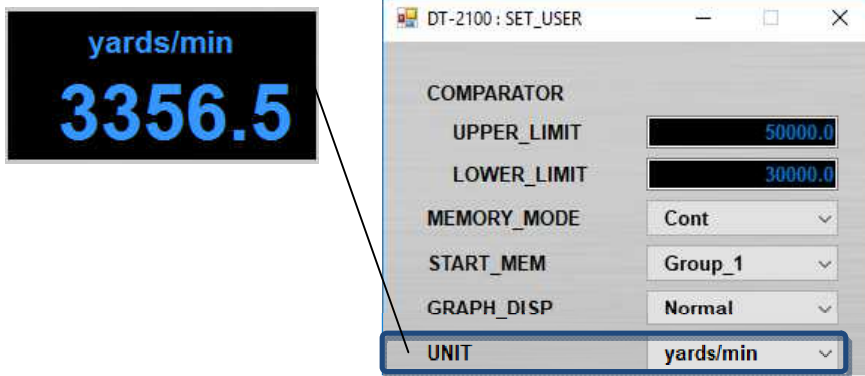 yards/min
3356.5
DT-2100 : SET_USER
COMPARATOR
UPPER_LIMIT 50000.0
LOWER_LIMIT 30000.0
MEMORY_MODE Cont
START_MEM Group_1
GRAPH_DISP Normal
UNIT yards/min